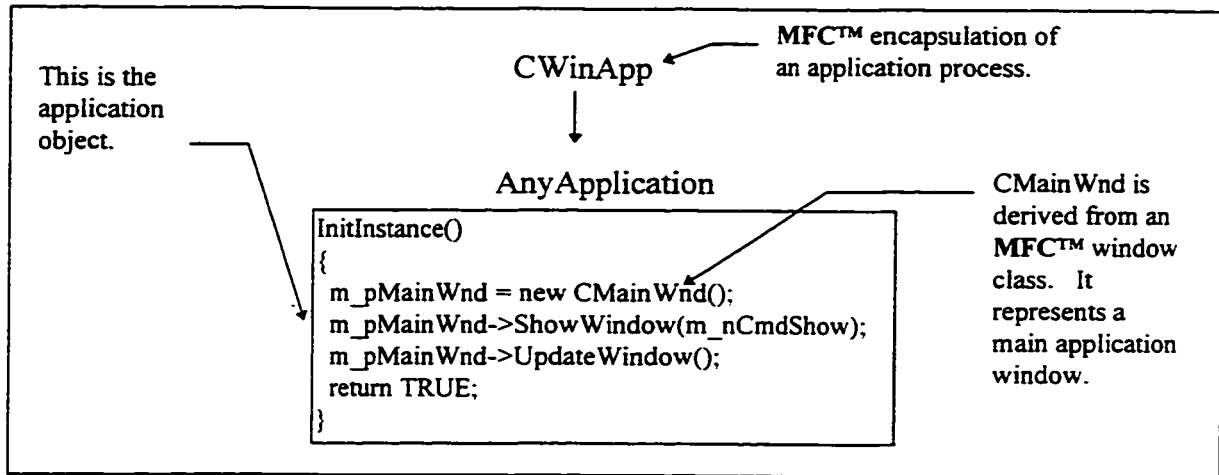 This is the
application
object.
CWinApp
MFC™ encapsulation of
an application process.
AnyApplication
InitInstance()
{
m_pMainWnd = new CMainWnd();
m_pMainWnd->ShowWindow(m_nCmdShow);
m_pMainWnd->UpdateWindow();
return TRUE;
}
CMainWnd is
derived from an
MFC™ window
class. It
represents a
main application
window.